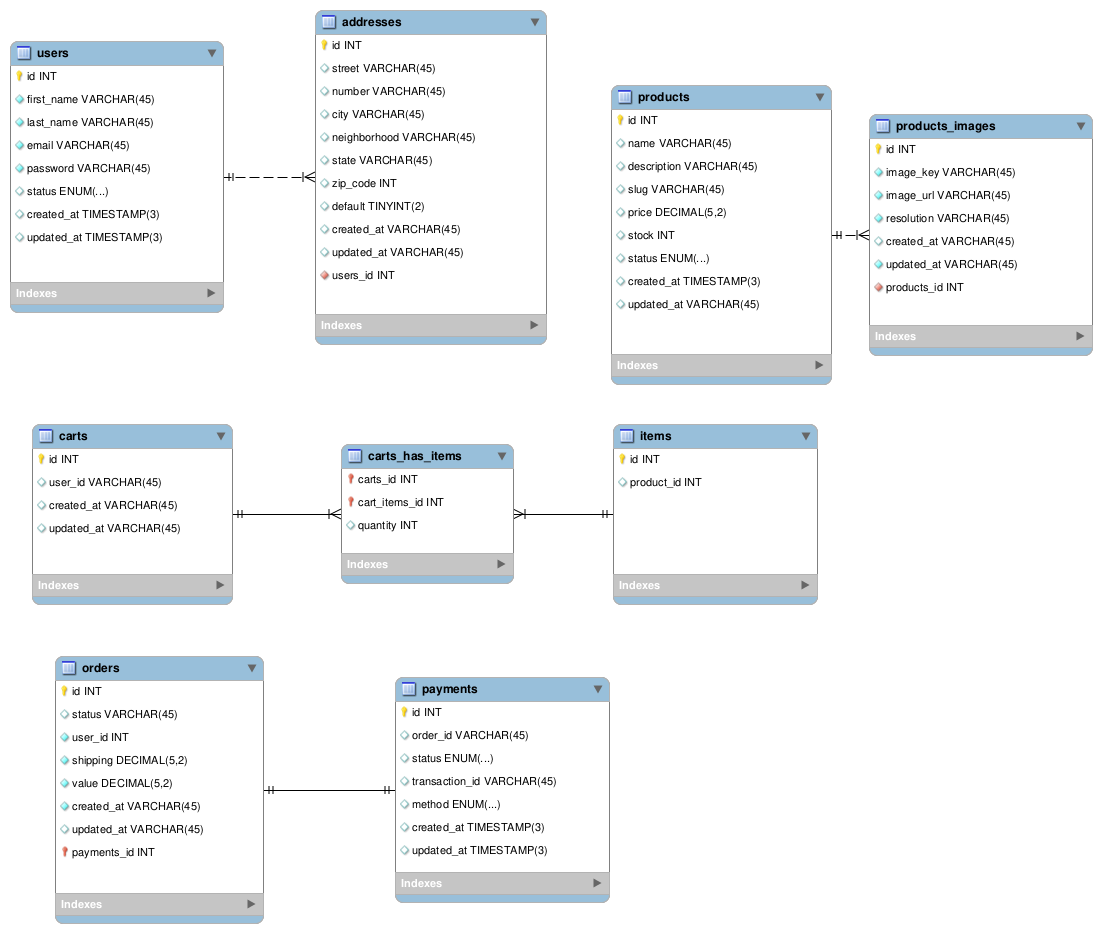 users
id INT
first_name VARCHAR(45)
last_name VARCHAR(45)
email VARCHAR(45)
password VARCHAR(45)
status ENUM(...)
created_at TIMESTAMP(3)
updated_at TIMESTAMP(3)
Indexes
addresses
id INT
street VARCHAR(45)
number VARCHAR(45)
city VARCHAR(45)
neighborhood VARCHAR(45)
state VARCHAR(45)
zip_code INT
default TINYINT(2)
created_at VARCHAR(45)
updated_at VARCHAR(45)
users_id INT
Indexes
products
id INT
name VARCHAR(45)
description VARCHAR(45)
slug VARCHAR(45)
price DECIMAL(5,2)
stock INT
status ENUM(...)
created_at TIMESTAMP(3)
updated_at VARCHAR(45)
Indexes
products_images
id INT
image_key VARCHAR(45)
image_url VARCHAR(45)
resolution VARCHAR(45)
created_at VARCHAR(45)
updated_at VARCHAR(45)
products_id INT
Indexes
carts
id INT
user_id VARCHAR(45)
created_at VARCHAR(45)
updated_at VARCHAR(45)
Indexes
carts_has_items
carts_id INT
cart_items_id INT
quantity INT
Indexes
items
id INT
product_id INT
Indexes
orders
id INT
status VARCHAR(45)
user_id INT
shipping DECIMAL(5,2)
value DECIMAL(5,2)
created_at VARCHAR(45)
updated_at VARCHAR(45)
payments_id INT
Indexes
payments
id INT
order_id VARCHAR(45)
status ENUM(...)
transaction_id VARCHAR(45)
method ENUM(...)
created_at TIMESTAMP(3)
updated_at TIMESTAMP(3)
Indexes